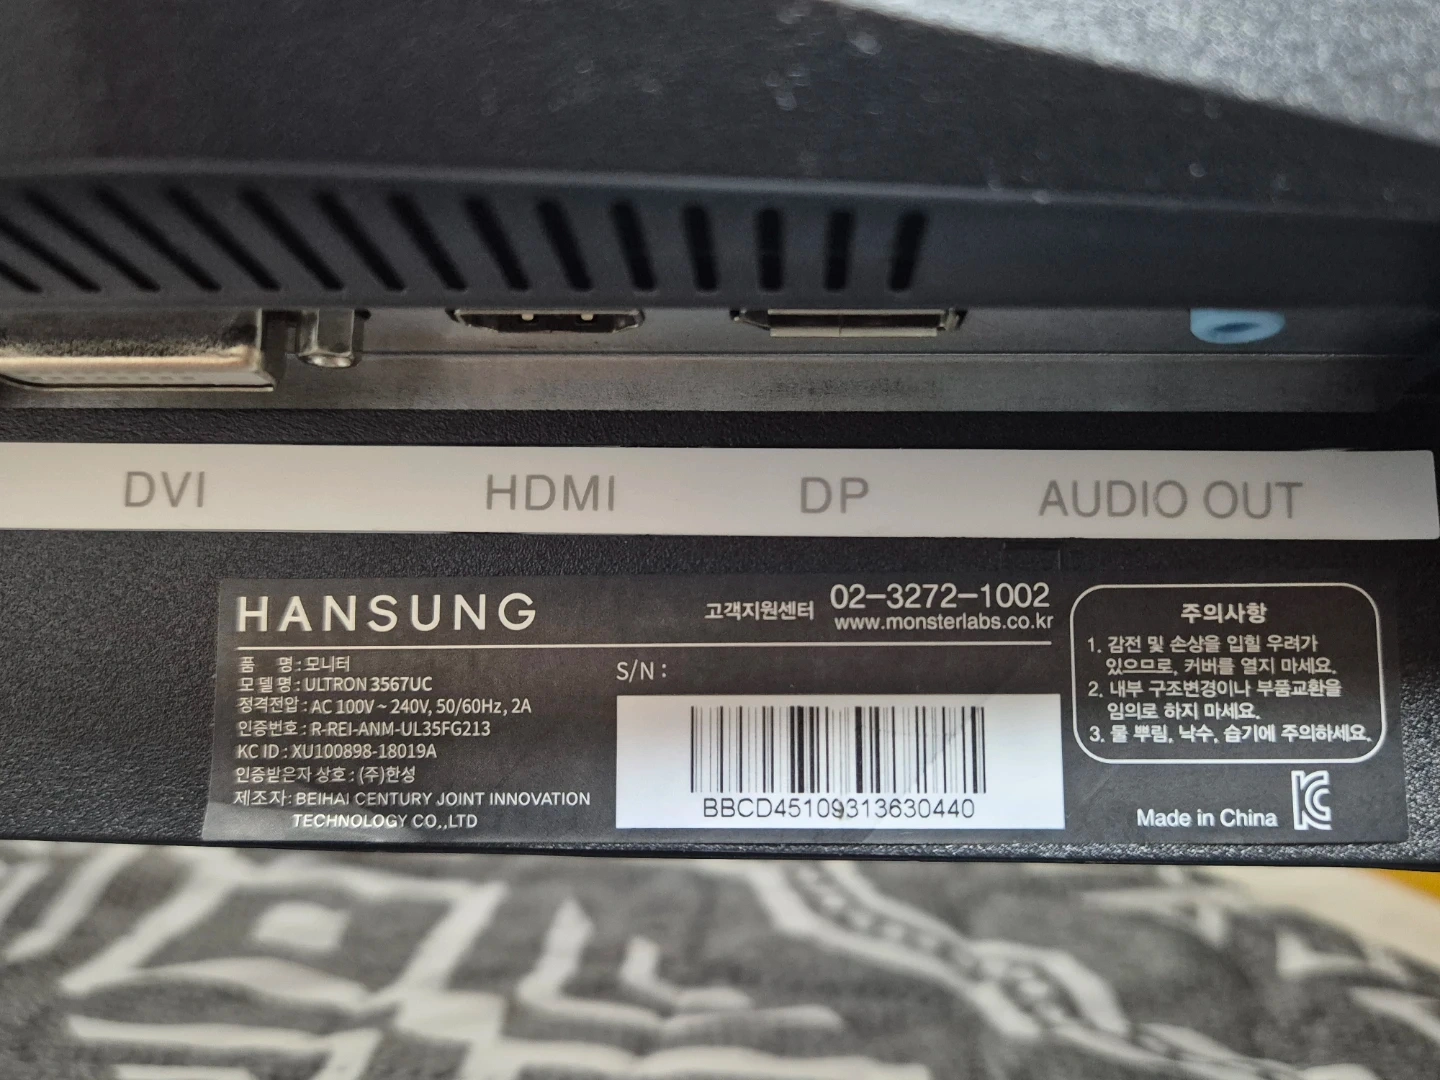 DVI HDMI DP AUDIO OUT
HANSUNG
고객지원센터 02-3272-1002
www.monsterlabs.co.kr
품 명 : 모니터
모 델 명 : ULTRON 3567UC
정격전압 : AC 100V ~ 240V, 50/60Hz, 2A
인증번호 : R-REI-ANM-UL35FG213
KC ID : XU100898-18019A
인증받은자 상호 : (주)한성
제조자 : BEIHAI CENTURY JOINT INNOVATION
TECHNOLOGY CO.,LTD
S/N :
BBCD45109313630440
주의사항
1. 감전 및 손상을 입힐 우려가
있으므로, 커버를 열지 마세요.
2. 내부 구조변경이나 부품교환을
임의로 하지 마세요.
3. 물 뿌림, 낙수, 습기에 주의하세요.
Made in China